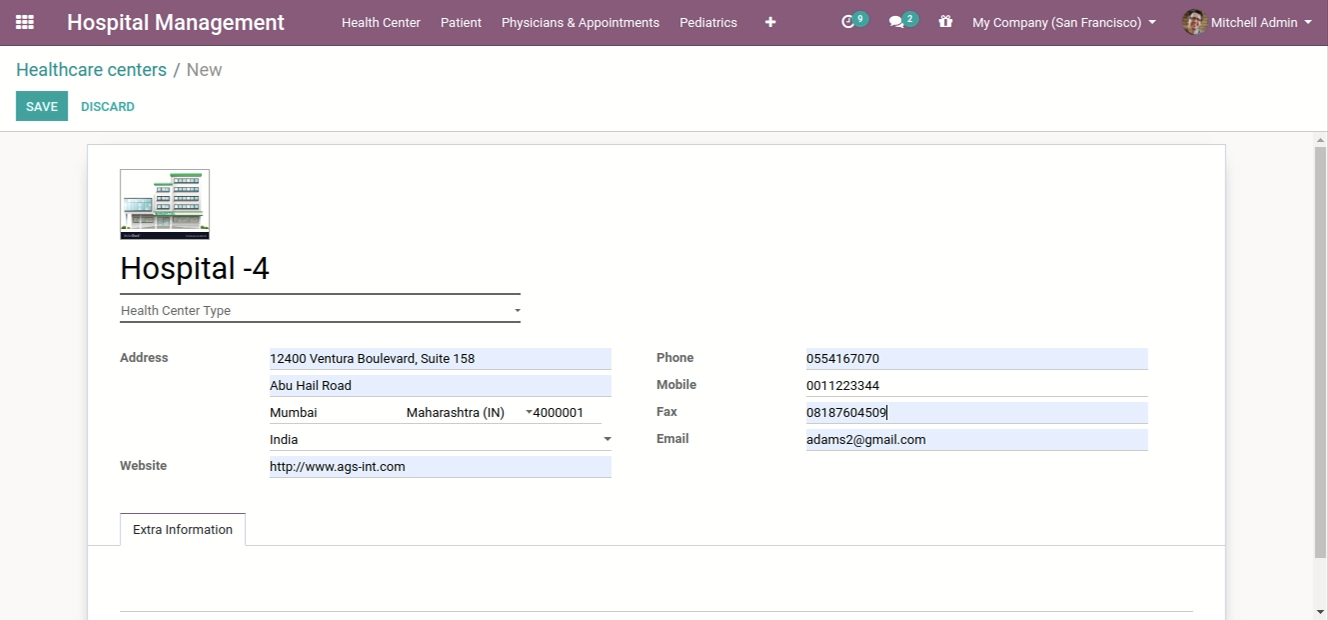 Hospital Management Health Center Patient Physicians & Appointments Pediatrics + 9 2 My Company (San Francisco) Mitchell Admin
Healthcare centers / New
SAVE DISCARD
Hospital -4
Health Center Type
Address 12400 Ventura Boulevard, Suite 158 Phone 0554167070
Abu Hail Road Mobile 0011223344
Mumbai Maharashtra (IN) 4000001 Fax 08187604509
India Email adams2@gmail.com
Website http://www.ags-int.com
Extra Information